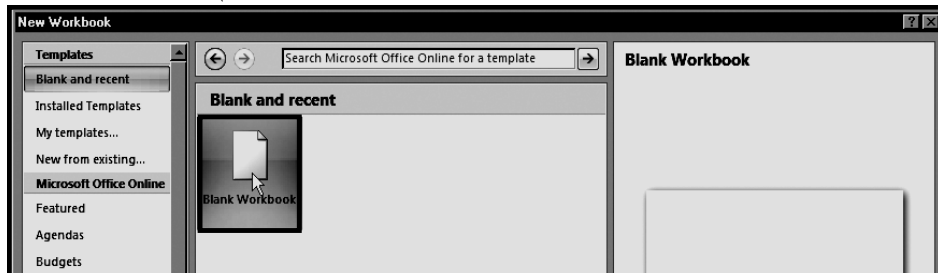 New Workbook
Templates
Blank and recent
Installed Templates
My templates...
New from existing...
Microsoft Office Online
Featured
Agendas
Budgets
Search Microsoft Office Online for a template
Blank and recent
Blank Workbook
Blank Workbook